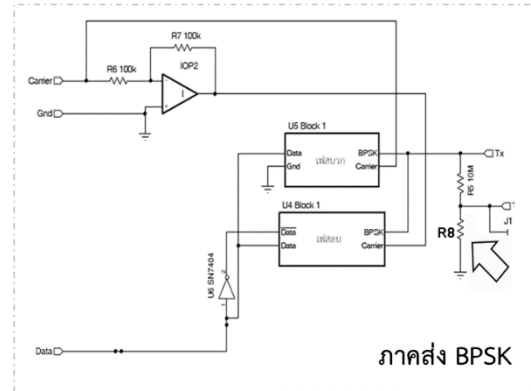 R7 100k
R6 100k
IOP2
Carrier
Gnd
U5 Block 1
Data
Gnd
เฟสบวก
BPSK
Carrier
Tx
R5 10M
U4 Block 1
Data
Data
เฟสลบ
BPSK
Carrier
J1
R8
U6 SN7404
2
1
Data
ภาคส่ง BPSK